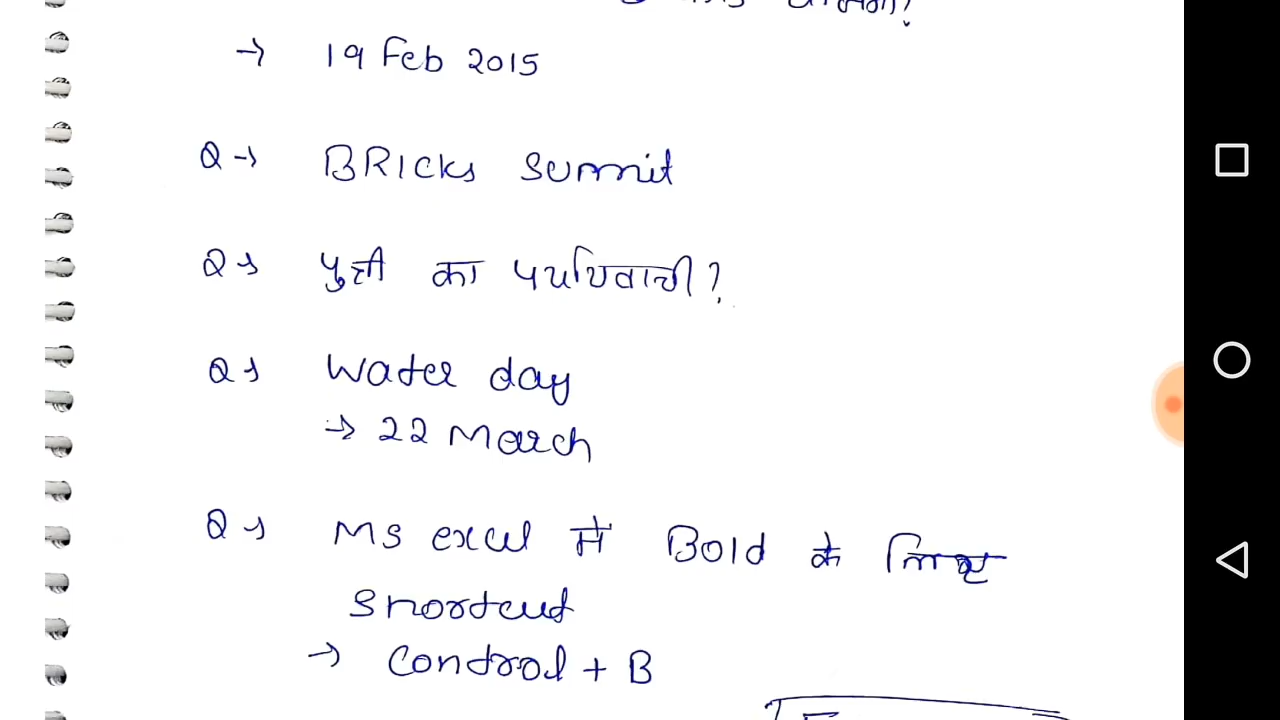 → 19 Feb 2015
Q → BRICKs Summit
Q → पुत्री का पर्यायवाची?
Q → Water day
→ 22 March
Q → MS excel में Bold के लिए
Shortcut
→ Control + B